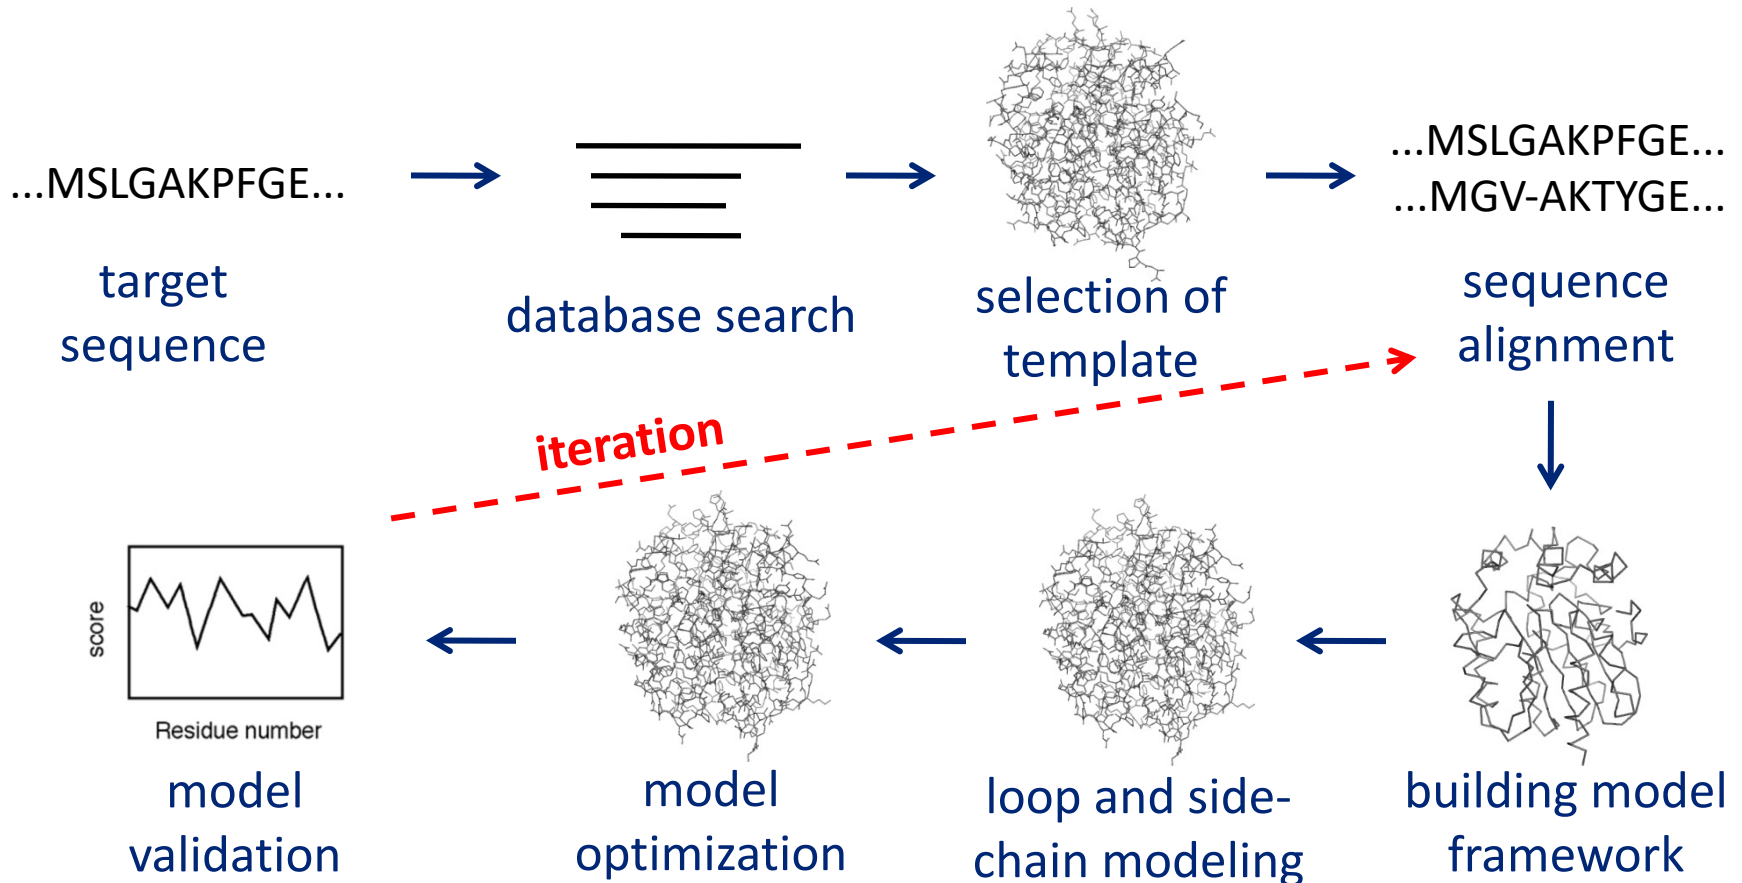 ...MSLGAKPFGE...
target
sequence
database search
selection of
template
...MSLGAKPFGE...
...MGV-AKTYGE...
sequence
alignment
iteration
score
Residue number
model
validation
model
optimization
loop and side-
chain modeling
building model
framework